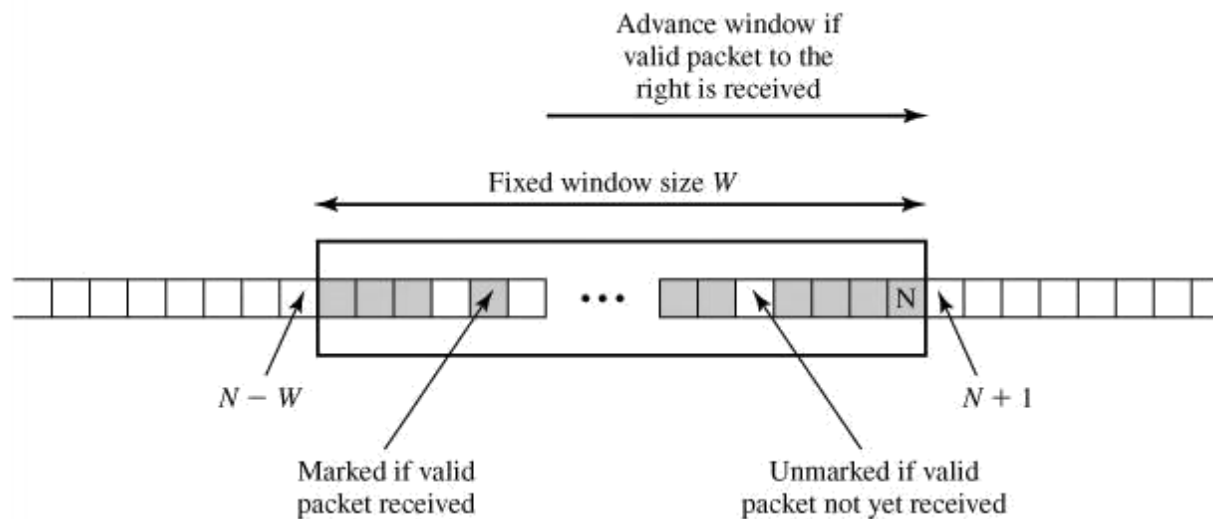 Advance window if
valid packet to the
right is received
Fixed window size W
N
N − W
N + 1
Marked if valid
packet received
Unmarked if valid
packet not yet received